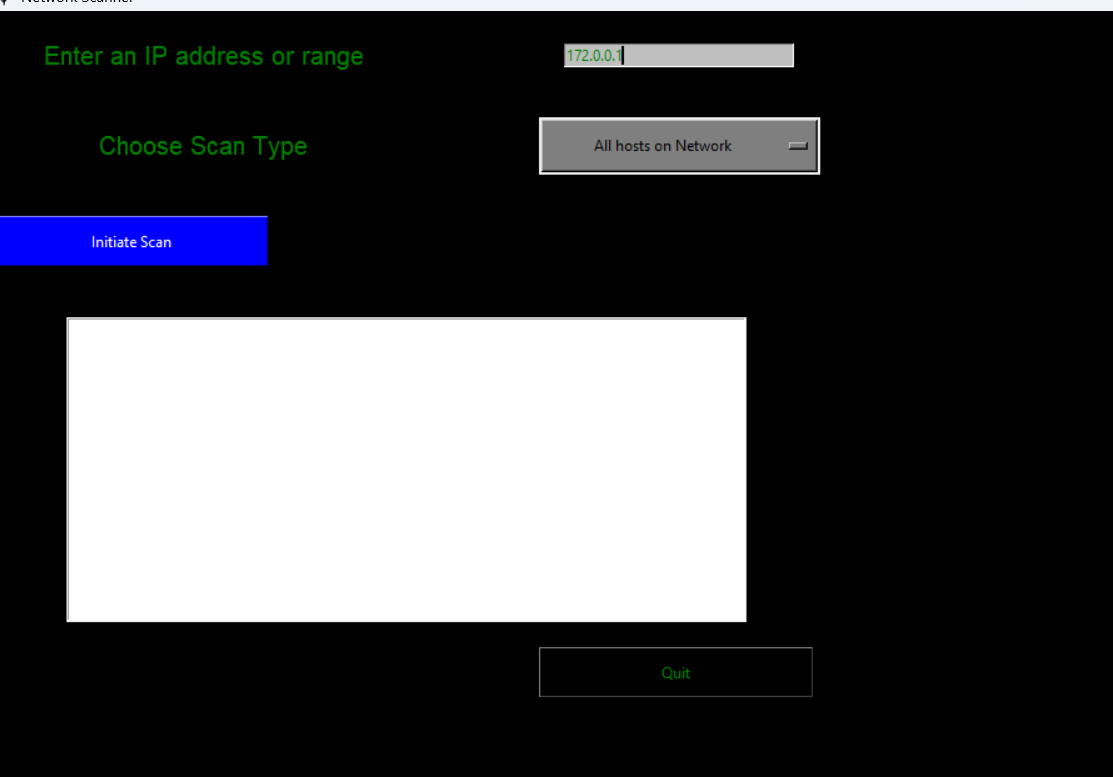 Network Scanner
Enter an IP address or range
172.0.0.1
Choose Scan Type
All hosts on Network
Initiate Scan
Quit